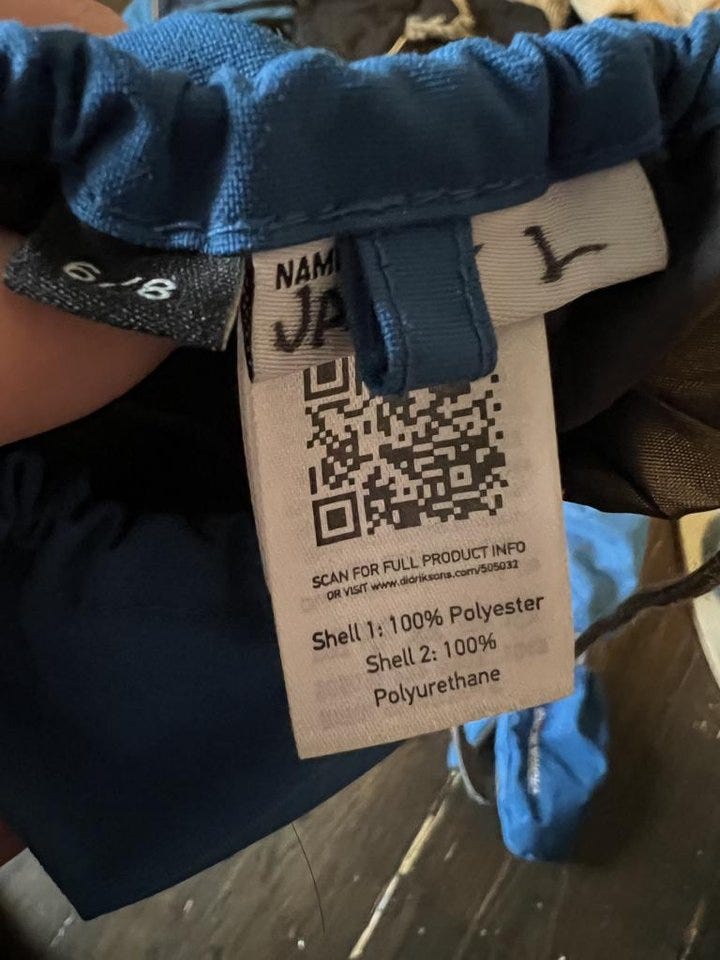 6/8
NAM
JA L
SCAN FOR FULL PRODUCT INFO
OR VISIT www.didriksons.com/505032
Shell 1: 100% Polyester
Shell 2: 100%
Polyurethane